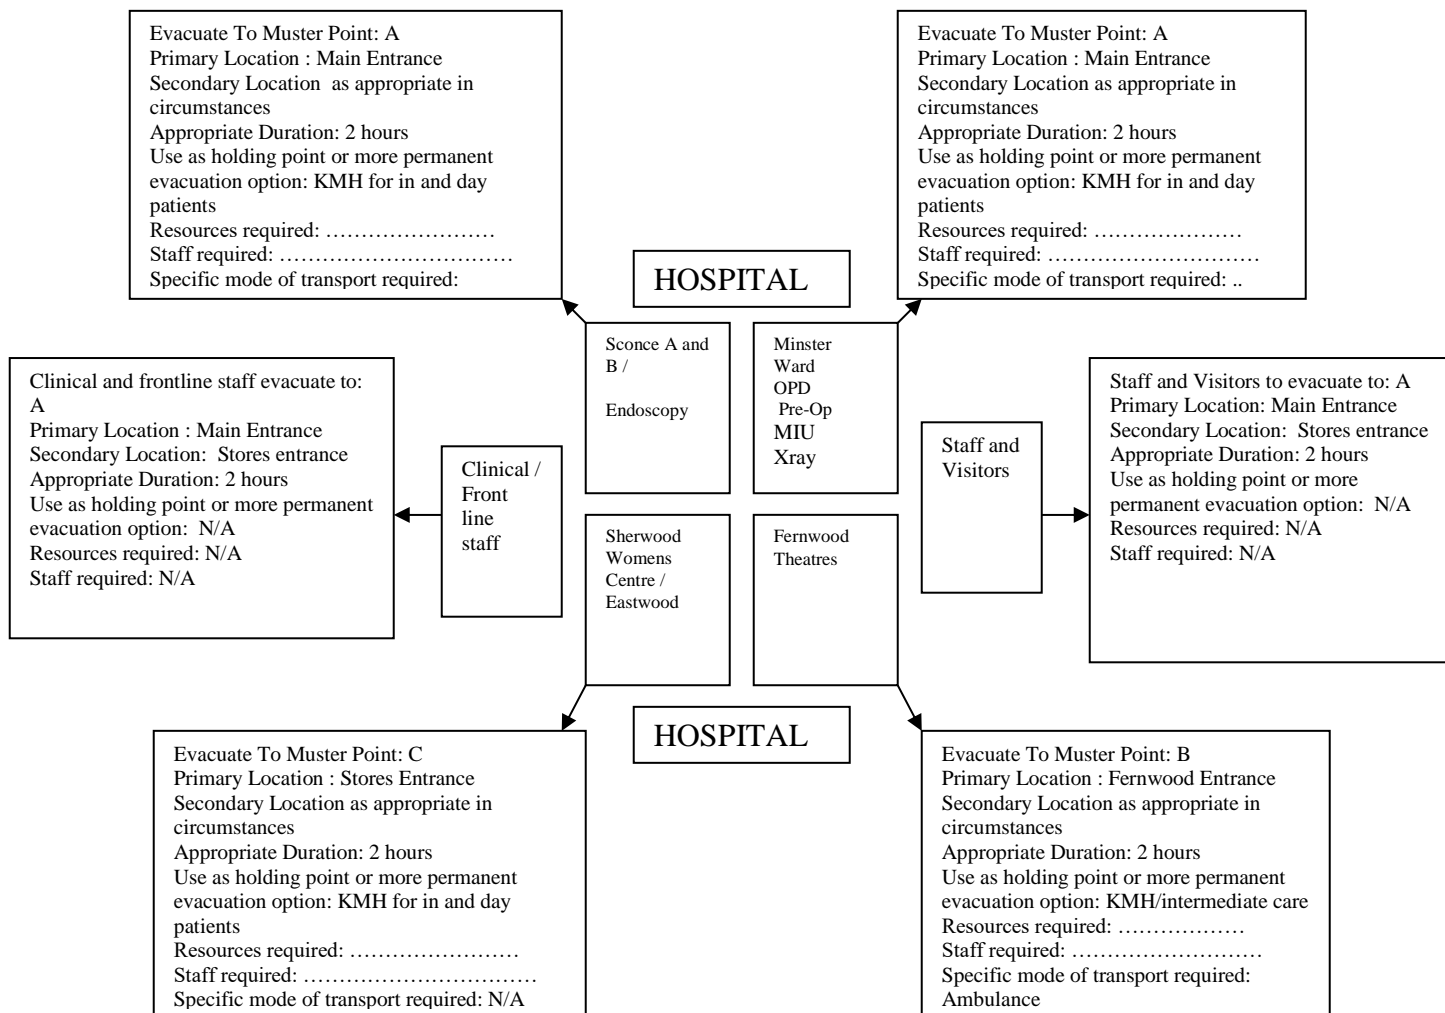 Evacuate To Muster Point: A
Primary Location : Main Entrance
Secondary Location  as appropriate in
circumstances
Appropriate Duration: 2 hours
Use as holding point or more permanent
evacuation option: KMH for in and day
patients
Resources required: ……………………
Staff required: ……………………………
Specific mode of transport required:
Evacuate To Muster Point: A
Primary Location : Main Entrance
Secondary Location as appropriate in
circumstances
Appropriate Duration: 2 hours
Use as holding point or more permanent
evacuation option: KMH for in and day
patients
Resources required: …………………
Staff required: …………………………
Specific mode of transport required: ..
HOSPITAL
Clinical and frontline staff evacuate to:
A
Primary Location : Main Entrance
Secondary Location:  Stores entrance
Appropriate Duration: 2 hours
Use as holding point or more permanent
evacuation option:  N/A
Resources required: N/A
Staff required: N/A
Clinical /
Front
line
staff
Sconce A and
B /
Endoscopy
Minster
Ward
OPD
Pre-Op
MIU
Xray
Staff and
Visitors
Staff and Visitors to evacuate to: A
Primary Location: Main Entrance
Secondary Location:  Stores entrance
Appropriate Duration: 2 hours
Use as holding point or more
permanent evacuation option:  N/A
Resources required: N/A
Staff required: N/A
Sherwood
Womens
Centre /
Eastwood
Fernwood
Theatres
HOSPITAL
Evacuate To Muster Point: C
Primary Location : Stores Entrance
Secondary Location as appropriate in
circumstances
Appropriate Duration: 2 hours
Use as holding point or more permanent
evacuation option: KMH for in and day
patients
Resources required: ……………………
Staff required: ……………………………
Specific mode of transport required: N/A
Evacuate To Muster Point: B
Primary Location : Fernwood Entrance
Secondary Location as appropriate in
circumstances
Appropriate Duration: 2 hours
Use as holding point or more permanent
evacuation option: KMH/intermediate care
Resources required: ………………
Staff required: ………………………
Specific mode of transport required:
Ambulance